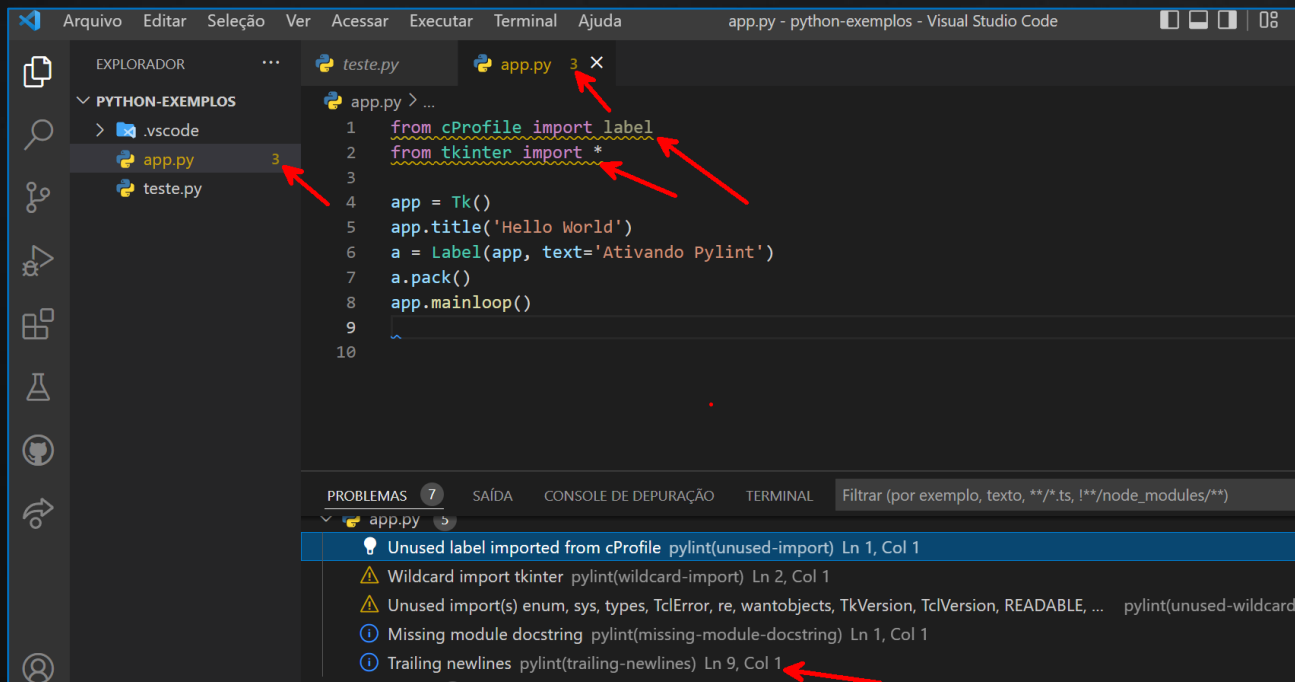 Arquivo Editar Seleção Ver Acessar Executar Terminal Ajuda app.py - python-exemplos - Visual Studio Code
EXPLORADOR ...
PYTHON-EXEMPLOS
.vscode
app.py 3
teste.py
teste.py app.py 3
app.py > ...
1 from cProfile import label
2 from tkinter import *
3
4 app = Tk()
5 app.title('Hello World')
6 a = Label(app, text='Ativando Pylint')
7 a.pack()
8 app.mainloop()
9
10
PROBLEMAS 7 SAÍDA CONSOLE DE DEPURAÇÃO TERMINAL Filtrar (por exemplo, texto, **/*.ts, !**/node_modules/**)
app.py 5
Unused label imported from cProfile pylint(unused-import) Ln 1, Col 1
Wildcard import tkinter pylint(wildcard-import) Ln 2, Col 1
Unused import(s) enum, sys, types, TclError, re, wantobjects, TkVersion, TclVersion, READABLE, ... pylint(unused-wildcard
Missing module docstring pylint(missing-module-docstring) Ln 1, Col 1
Trailing newlines pylint(trailing-newlines) Ln 9, Col 1